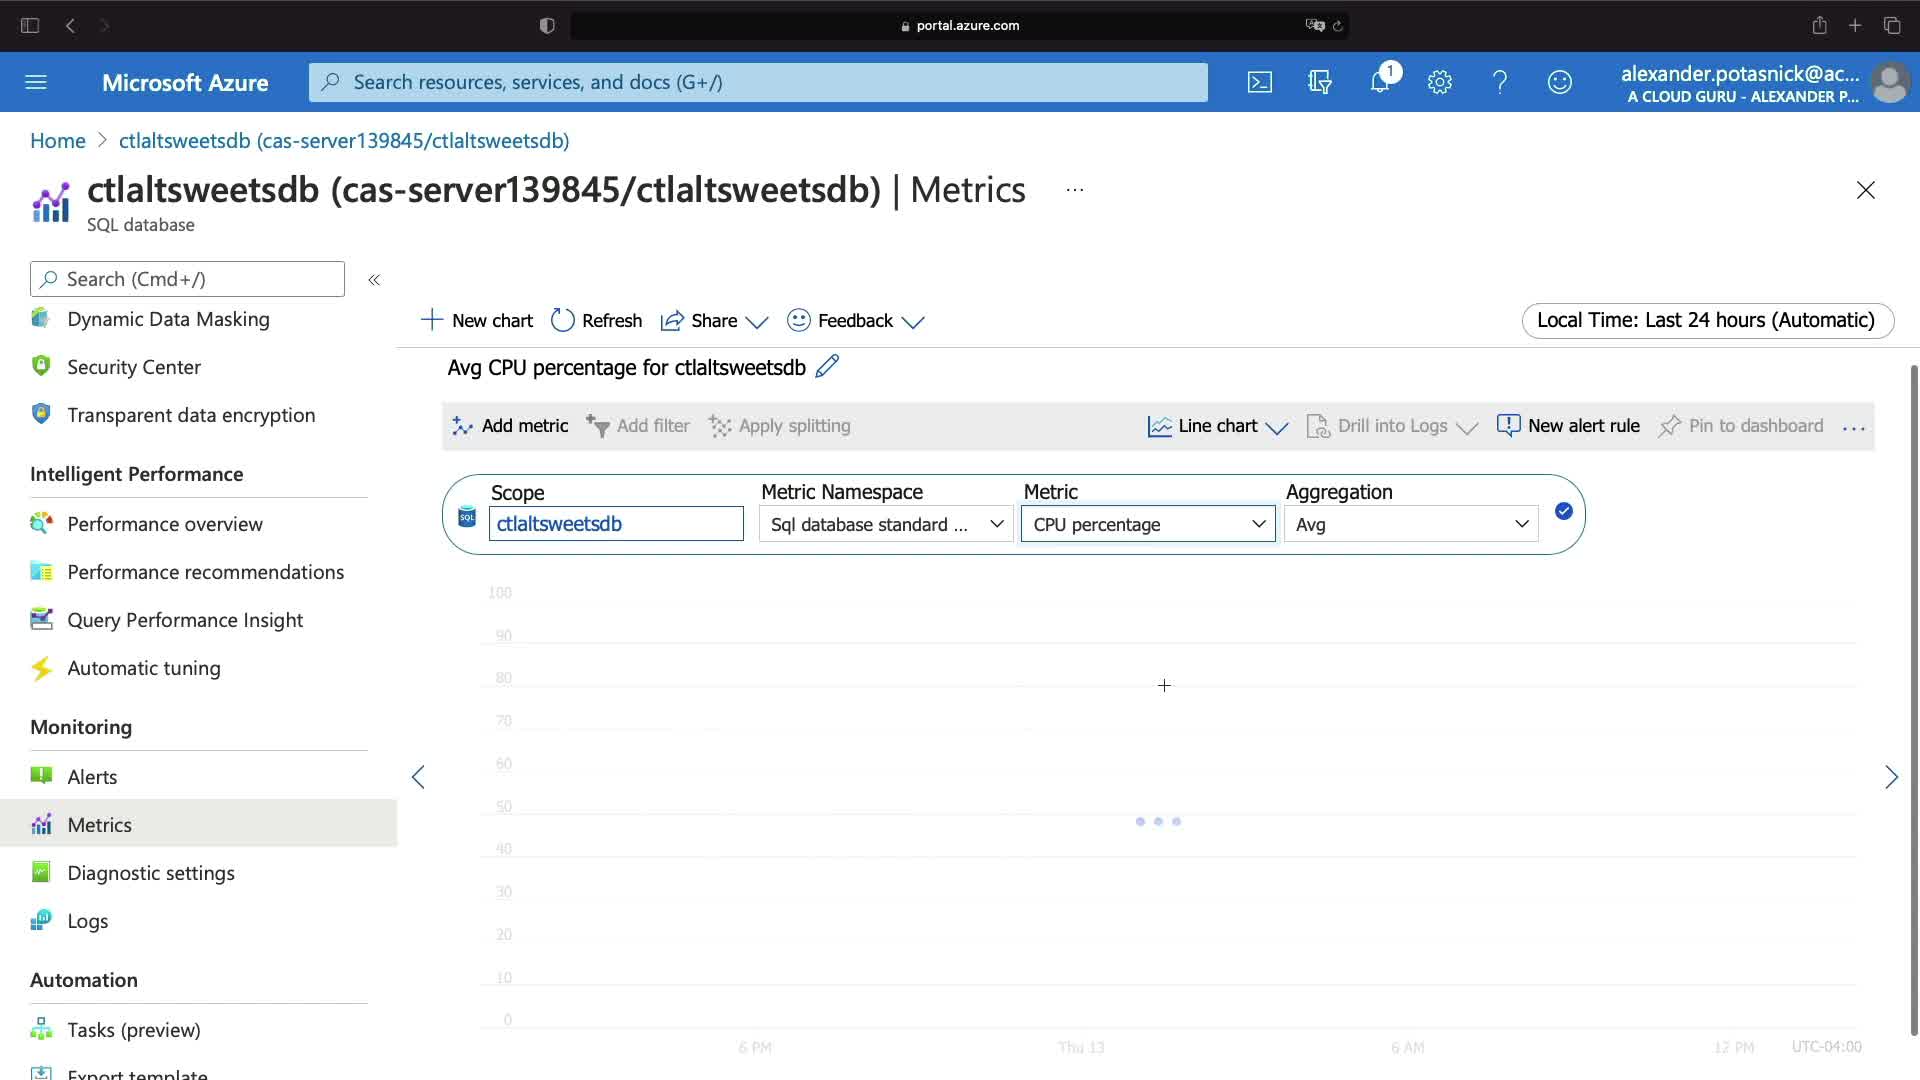 portal.azure.com
Microsoft Azure
Search resources, services, and docs (G+/)
1
alexander.potasnick@ac...
A CLOUD GURU - ALEXANDER P...
Home > ctlaltsweetsdb (cas-server139845/ctlaltsweetsdb)
ctlaltsweetsdb (cas-server139845/ctlaltsweetsdb) | Metrics ...
SQL database
Search (Cmd+/)
Dynamic Data Masking
Security Center
Transparent data encryption
Intelligent Performance
Performance overview
Performance recommendations
Query Performance Insight
Automatic tuning
Monitoring
Alerts
Metrics
Diagnostic settings
Logs
Automation
Tasks (preview)
Export template
New chart Refresh Share Feedback
Local Time: Last 24 hours (Automatic)
Avg CPU percentage for ctlaltsweetsdb
Add metric Add filter Apply splitting
Line chart Drill into Logs New alert rule Pin to dashboard ...
Scope Metric Namespace Metric Aggregation
SQL ctlaltsweetsdb Sql database standard ... CPU percentage Avg
100
90
80
70
60
50
40
30
20
10
0
6 PM Thu 13 6 AM 12 PM UTC-04:00